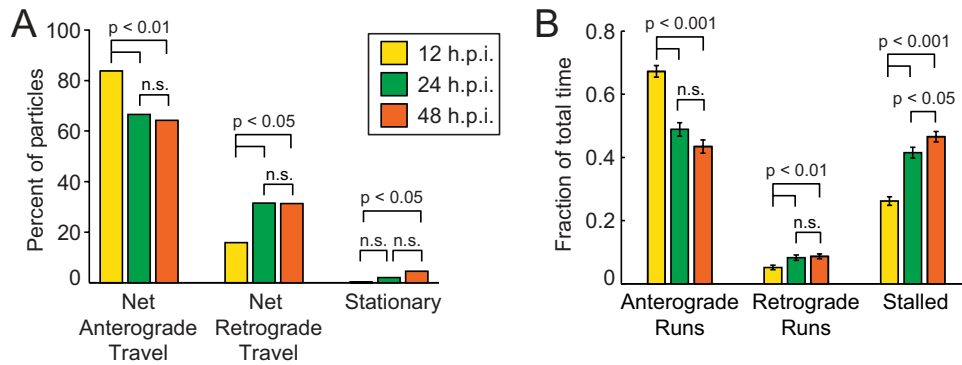 A
Percent of particles
100
80
60
40
20
0
p < 0.01
n.s.
p < 0.05
n.s.
p < 0.05
n.s.
n.s.
Net
Anterograde
Travel
Net
Retrograde
Travel
Stationary
12 h.p.i.
24 h.p.i.
48 h.p.i.
B
Fraction of total time
0.8
0.6
0.4
0.2
0
p < 0.001
n.s.
p < 0.01
n.s.
p < 0.001
p < 0.05
Anterograde
Runs
Retrograde
Runs
Stalled